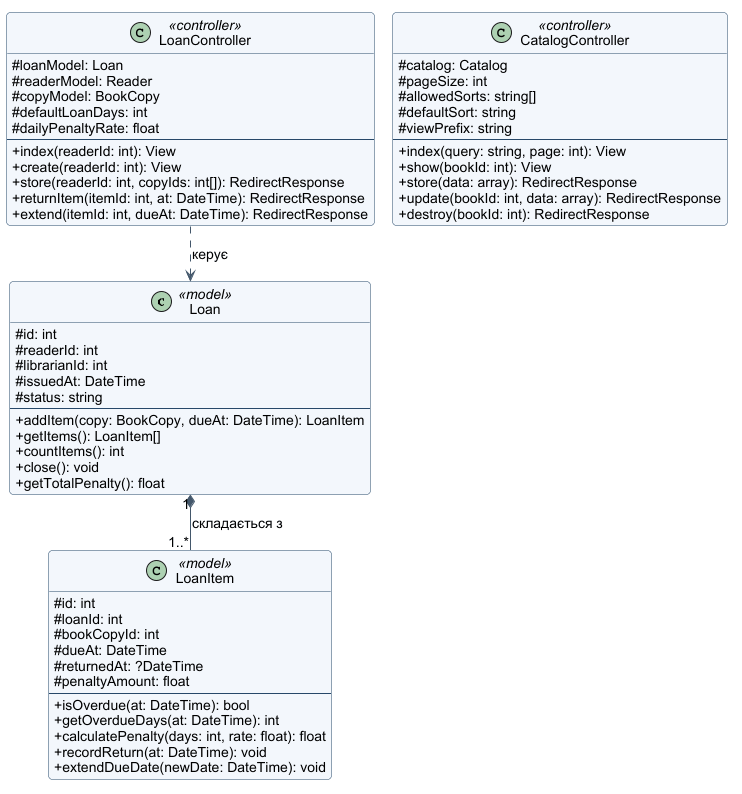 C
«controller»
LoanController
#loanModel: Loan
#readerModel: Reader
#copyModel: BookCopy
#defaultLoanDays: int
#dailyPenaltyRate: float
+index(readerId: int): View
+create(readerId: int): View
+store(readerId: int, copyIds: int[]): RedirectResponse
+returnItem(itemId: int, at: DateTime): RedirectResponse
+extend(itemId: int, dueAt: DateTime): RedirectResponse
C
«controller»
CatalogController
#catalog: Catalog
#pageSize: int
#allowedSorts: string[]
#defaultSort: string
#viewPrefix: string
+index(query: string, page: int): View
+show(bookId: int): View
+store(data: array): RedirectResponse
+update(bookId: int, data: array): RedirectResponse
+destroy(bookId: int): RedirectResponse
керує
C
«model»
Loan
#id: int
#readerId: int
#librarianId: int
#issuedAt: DateTime
#status: string
+addItem(copy: BookCopy, dueAt: DateTime): LoanItem
+getItems(): LoanItem[]
+countItems(): int
+close(): void
+getTotalPenalty(): float
1
складається з
1..*
C
«model»
LoanItem
#id: int
#loanId: int
#bookCopyId: int
#dueAt: DateTime
#returnedAt: ?DateTime
#penaltyAmount: float
+isOverdue(at: DateTime): bool
+getOverdueDays(at: DateTime): int
+calculatePenalty(days: int, rate: float): float
+recordReturn(at: DateTime): void
+extendDueDate(newDate: DateTime): void